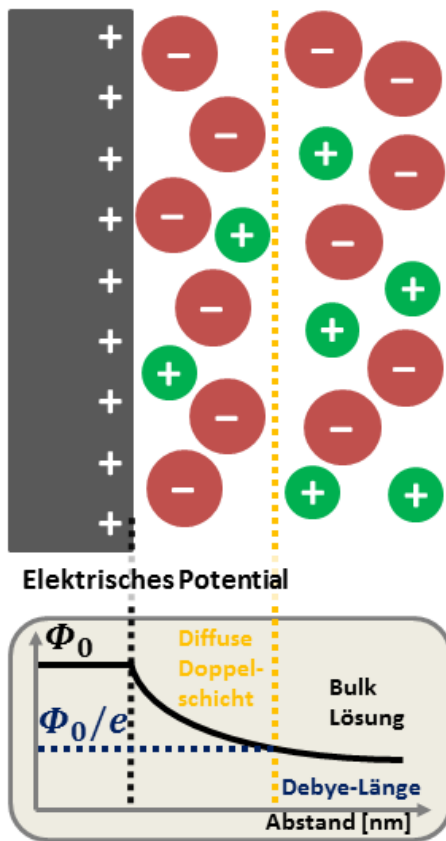 Elektrisches Potential
Φ₀
Diffuse
Doppel-
schicht
Bulk
Lösung
Φ₀/e
Debye-Länge
Abstand [nm]